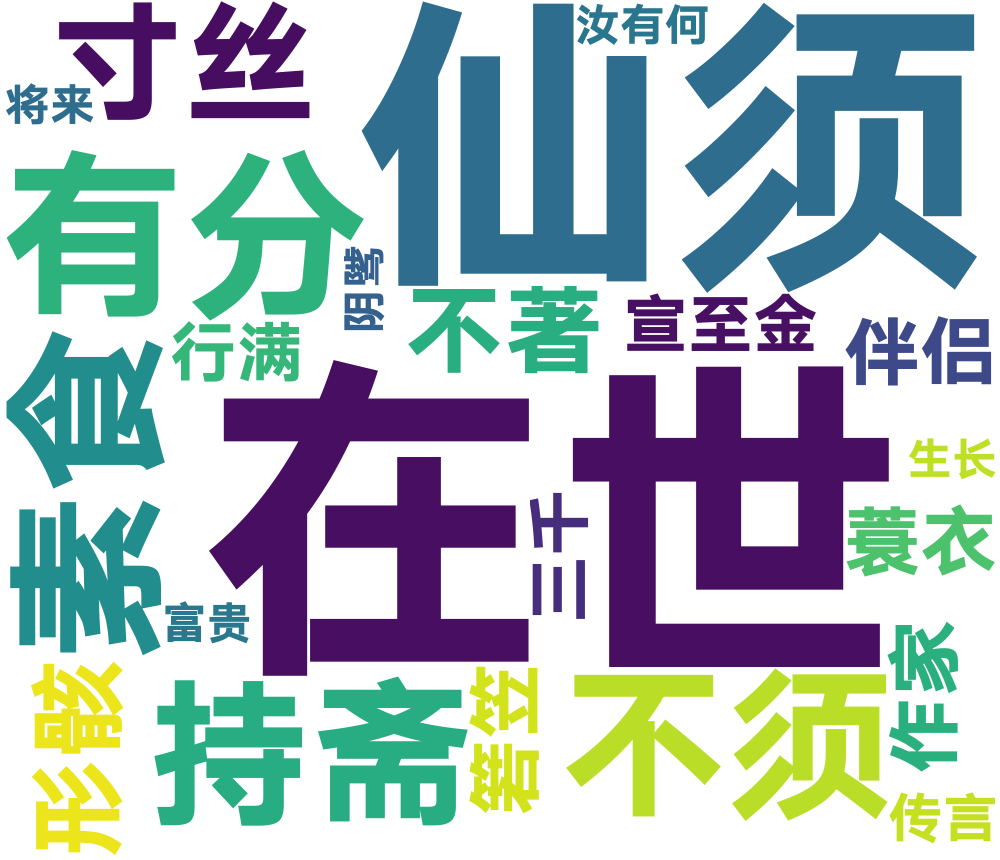 寸丝
仙须
汝有何
将来
有分
阴骘
不著
宣至金
行满
伴侣
素食
在世
生长
三千
蓑衣
富贵
作家
形骸
持斋
箬笠
不须
传言